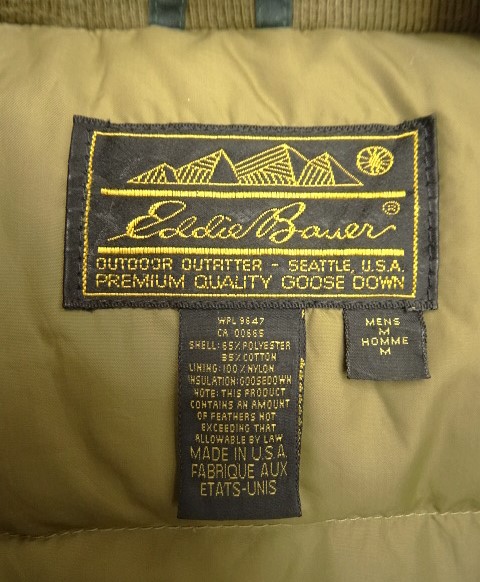 Eddie Bauer ®
OUTDOOR OUTFITTER - SEATTLE, U.S.A.
PREMIUM QUALITY GOOSE DOWN
WPL 9647
CA 00665
SHELL: 65% POLYESTER
35% COTTON
LINING: 100% NYLON
INSULATION: GOOSEDOWN
NOTE: THIS PRODUCT
CONTAINS AN AMOUNT
OF FEATHERS NOT
EXCEEDING THAT
ALLOWABLE BY LAW
MADE IN U.S.A.
FABRIQUE AUX
ETATS-UNIS
MENS
M
HOMME
M